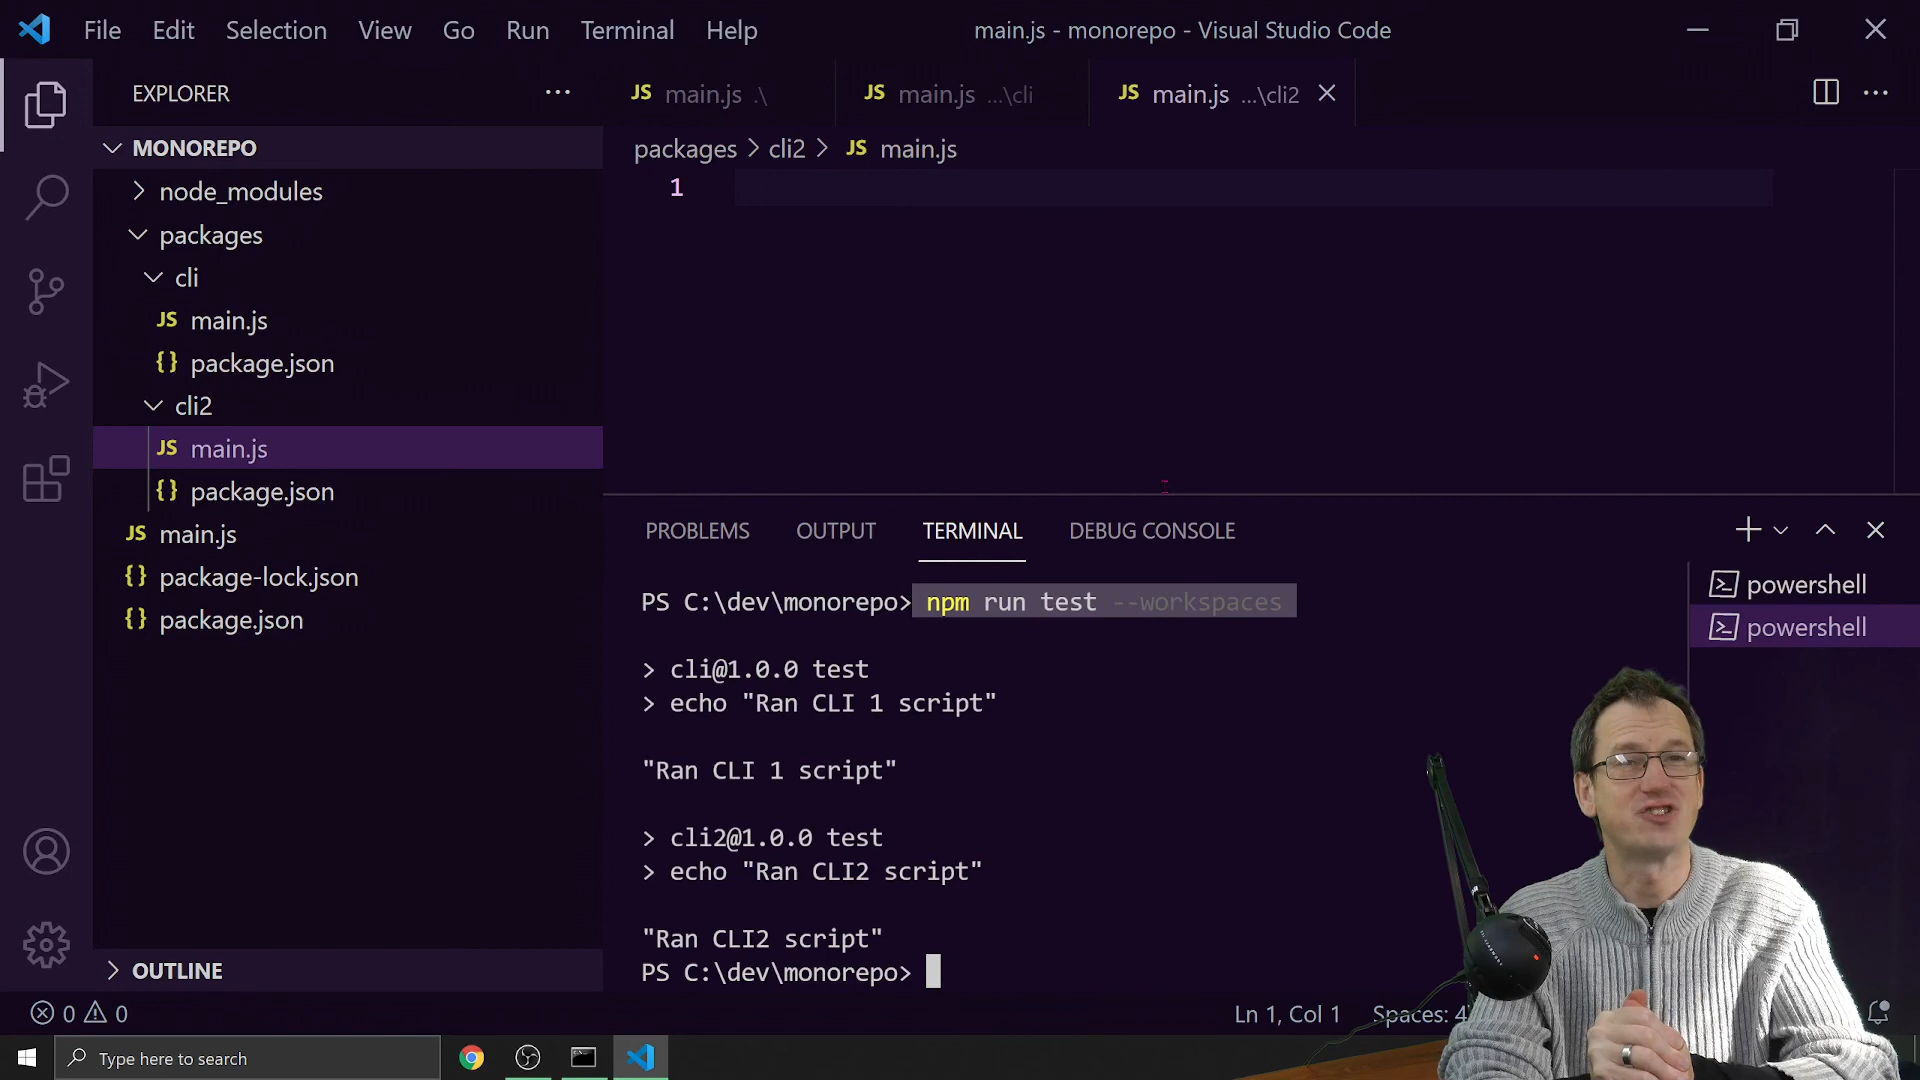 File Edit Selection View Go Run Terminal Help main.js - monorepo - Visual Studio Code
EXPLORER
JS main.js .\ JS main.js ...\cli JS main.js ...\cli2
MONOREPO
packages > cli2 > JS main.js
1
node_modules
packages
cli
JS main.js
{} package.json
cli2
JS main.js
{} package.json
JS main.js
{} package-lock.json
{} package.json
OUTLINE
PROBLEMS OUTPUT TERMINAL DEBUG CONSOLE
PS C:\dev\monorepo> npm run test --workspaces
> cli@1.0.0 test
> echo "Ran CLI 1 script"
"Ran CLI 1 script"
> cli2@1.0.0 test
> echo "Ran CLI2 script"
"Ran CLI2 script"
PS C:\dev\monorepo>
powershell
powershell
0 0 Ln 1, Col 1 Spaces: 4
Type here to search